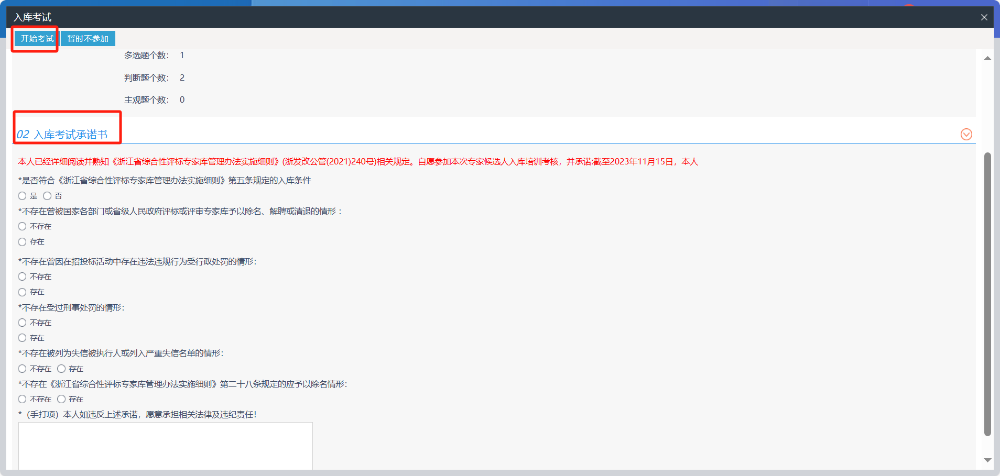 入库考试
开始考试 暂时不参加
多选题个数： 1
判断题个数： 2
主观题个数： 0
02 入库考试承诺书
本人已经详细阅读并熟知《浙江省综合性评标专家库管理办法实施细则》(浙发改公管(2021)240号)相关规定。自愿参加本次专家候选人入库培训考核，并承诺:截至2023年11月15日，本人
*是否符合《浙江省综合性评标专家库管理办法实施细则》第五条规定的入库条件
是 否
*不存在曾被国家各部门或省级人民政府评标或评审专家库予以除名、解聘或清退的情形：
不存在
存在
*不存在曾因在招投标活动中存在违法违规行为受行政处罚的情形：
不存在
存在
*不存在受过刑事处罚的情形：
不存在
存在
*不存在被列为失信被执行人或列入严重失信名单的情形：
不存在 存在
*不存在《浙江省综合性评标专家库管理办法实施细则》第二十八条规定的应予以除名情形：
不存在 存在
*（手打项）本人如违反上述承诺，愿意承担相关法律及违纪责任！